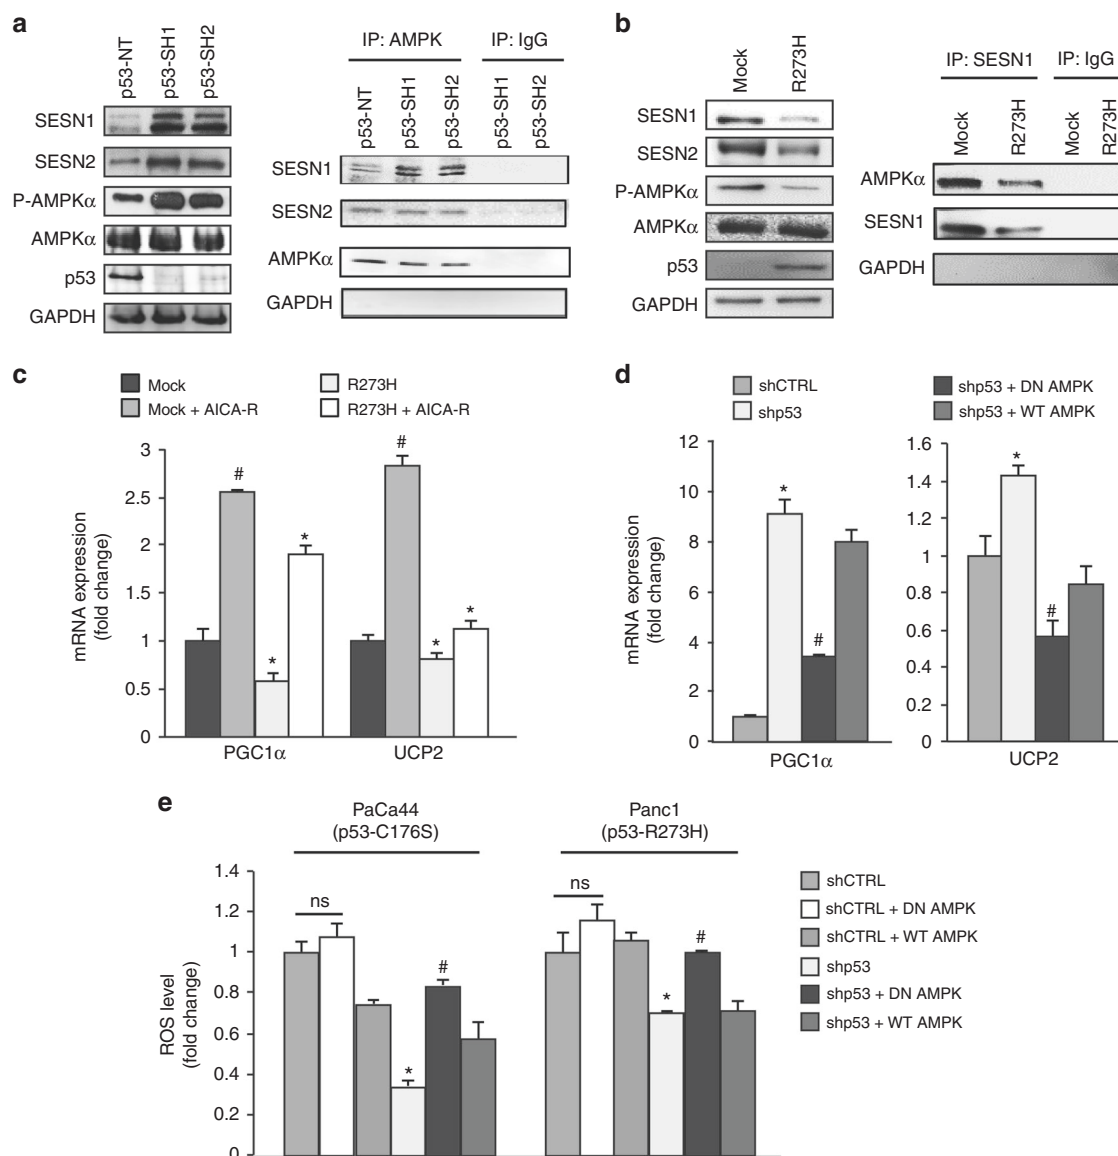 a
p53-NT
p53-SH1
p53-SH2
SESN1
SESN2
P-AMPKα
AMPKα
p53
GAPDH
IP: AMPK
IP: IgG
p53-NT
p53-SH1
p53-SH2
p53-SH1
p53-SH2
SESN1
SESN2
AMPKα
GAPDH
b
Mock
R273H
SESN1
SESN2
P-AMPKα
AMPKα
p53
GAPDH
IP: SESN1
IP: IgG
Mock
R273H
Mock
R273H
AMPKα
SESN1
GAPDH
c
Mock
Mock + AICA-R
R273H
R273H + AICA-R
mRNA expression
(fold change)
3
2.5
2
1
0.5
0
#
*
*
#
*
*
PGC1α
UCP2
d
shCTRL
shp53
shp53 + DN AMPK
shp53 + WT AMPK
mRNA expression
(fold change)
12
10
8
6
4
2
0
*
#
PGC1α
1.6
1.4
1.2
1
0.8
0.6
0.4
0.2
0
*
#
UCP2
e
PaCa44
(p53-C176S)
Panc1
(p53-R273H)
ROS level
(fold change)
1.4
1.2
1
0.8
0.6
0.4
0.2
0
ns
*
#
ns
*
#
shCTRL
shCTRL + DN AMPK
shCTRL + WT AMPK
shp53
shp53 + DN AMPK
shp53 + WT AMPK